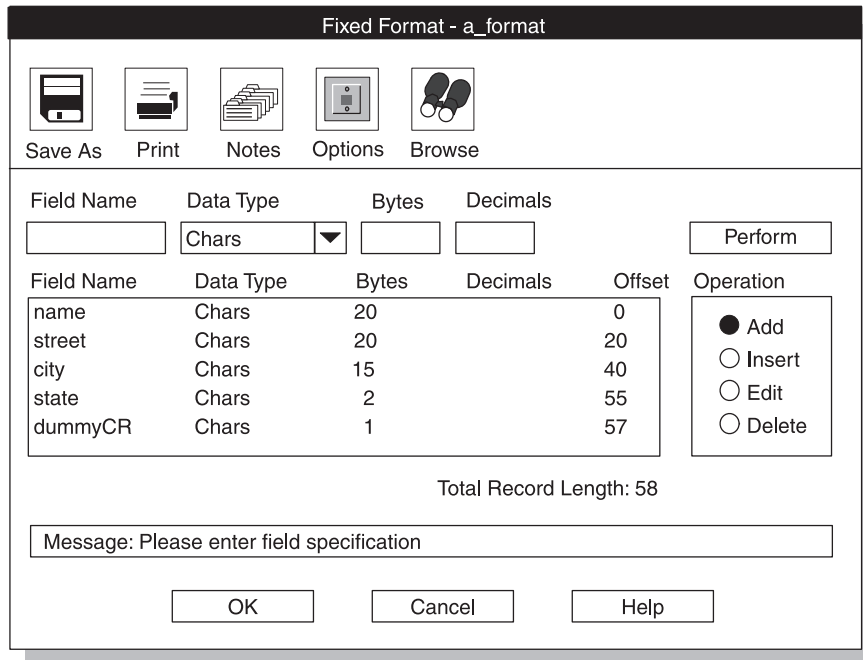 Fixed Format - a_format
Save As Print Notes Options Browse
Field Name Data Type Bytes Decimals
Chars Perform
Field Name Data Type Bytes Decimals Offset Operation
name Chars 20 0
street Chars 20 20
city Chars 15 40
state Chars 2 55
dummyCR Chars 1 57
Add
Insert
Edit
Delete
Total Record Length: 58
Message: Please enter field specification
OK Cancel Help